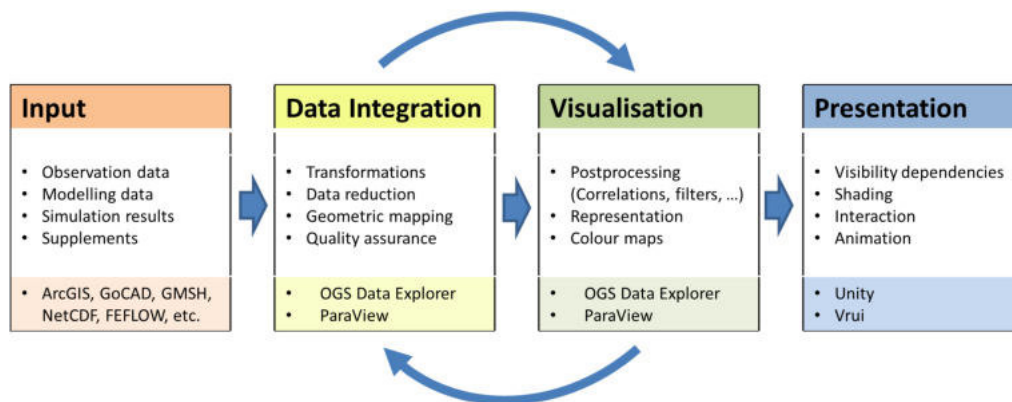 Input
• Observation data
• Modelling data
• Simulation results
• Supplements
• ArcGIS, GoCAD, GMSH,
NetCDF, FEFLOW, etc.
Data Integration
• Transformations
• Data reduction
• Geometric mapping
• Quality assurance
• OGS Data Explorer
• ParaView
Visualisation
• Postprocessing
(Correlations, filters, ...)
• Representation
• Colour maps
• OGS Data Explorer
• ParaView
Presentation
• Visibility dependencies
• Shading
• Interaction
• Animation
• Unity
• Vrui